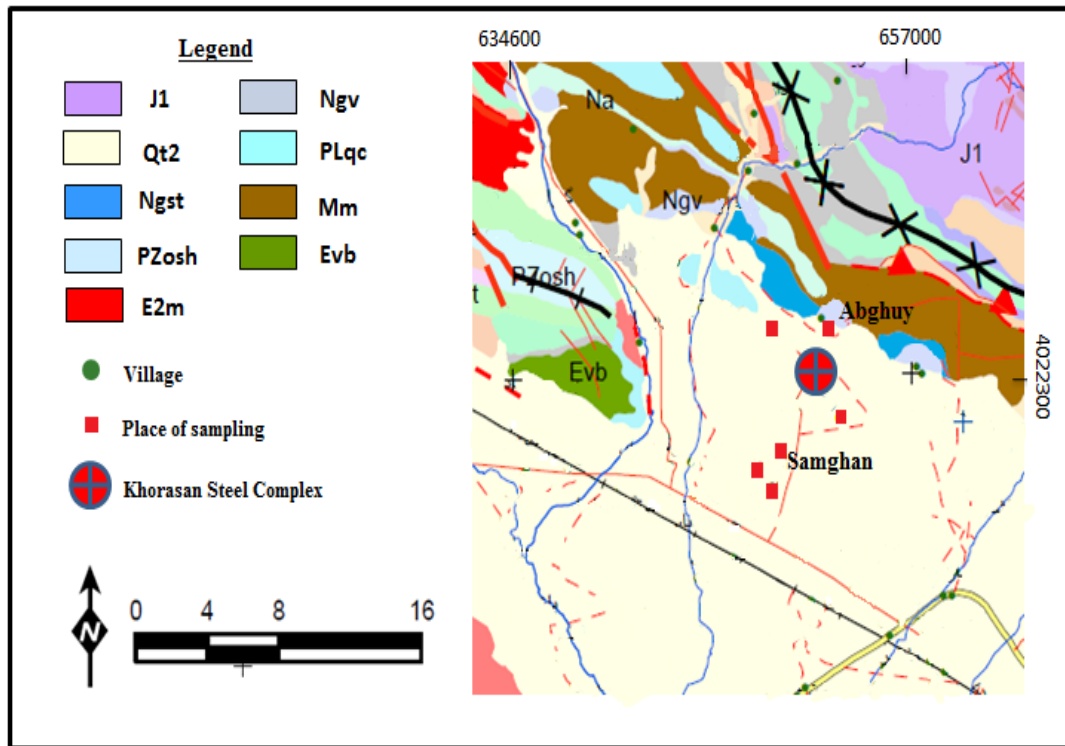 Legend
J1
Ngv
Qt2
PLqc
Ngst
Mm
PZosh
Evb
E2m
Village
Place of sampling
Khorasan Steel Complex
N
0 4 8 16
634600
657000
4022300
Na
J1
Ngv
PZosh
t
Abghuy
Evb
Samghan